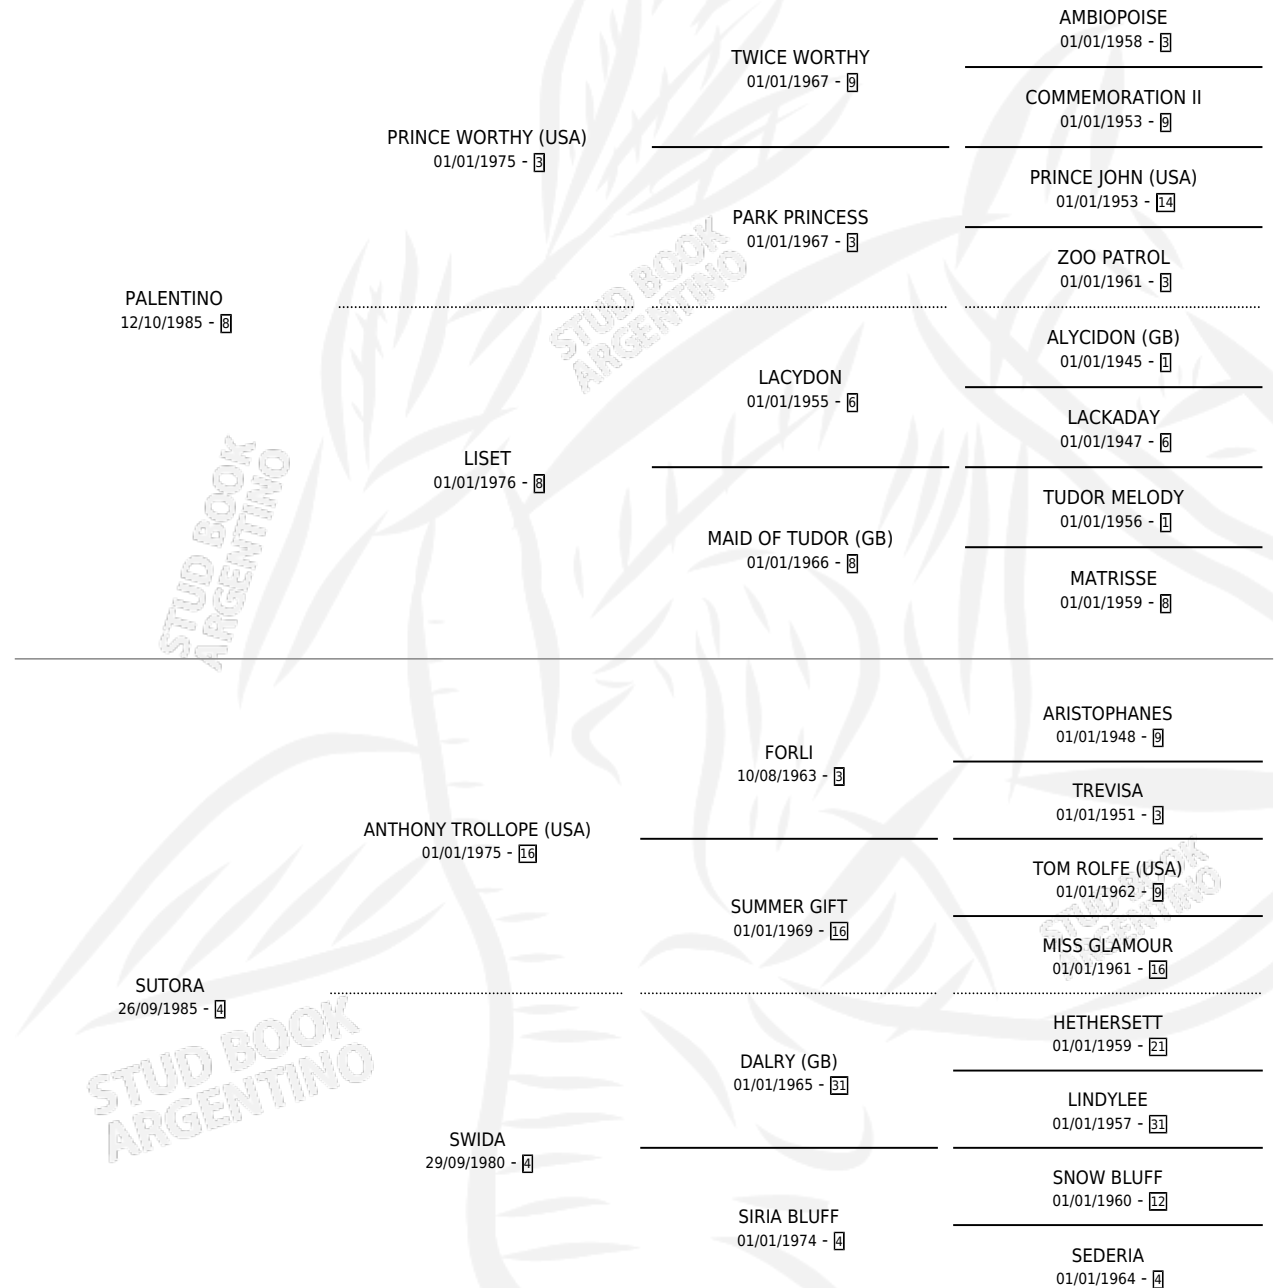 AMBIOPOISE
01/01/1958 - 3
TWICE WORTHY
01/01/1967 - 9
COMMEMORATION II
01/01/1953 - 9
PRINCE WORTHY (USA)
01/01/1975 - 3
PRINCE JOHN (USA)
01/01/1953 - 14
PARK PRINCESS
01/01/1967 - 3
ZOO PATROL
01/01/1961 - 3
PALENTINO
12/10/1985 - 8
ALYCIDON (GB)
01/01/1945 - 1
LACYDON
01/01/1955 - 6
LACKADAY
01/01/1947 - 6
LISET
01/01/1976 - 8
TUDOR MELODY
01/01/1956 - 1
MAID OF TUDOR (GB)
01/01/1966 - 8
MATRISSE
01/01/1959 - 8
ARISTOPHANES
01/01/1948 - 9
FORLI
10/08/1963 - 3
TREVISA
01/01/1951 - 3
ANTHONY TROLLOPE (USA)
01/01/1975 - 16
TOM ROLFE (USA)
01/01/1962 - 9
SUMMER GIFT
01/01/1969 - 16
MISS GLAMOUR
01/01/1961 - 16
SUTORA
26/09/1985 - 4
HETHERSETT
01/01/1959 - 21
DALRY (GB)
01/01/1965 - 31
LINDYLEE
01/01/1957 - 31
SWIDA
29/09/1980 - 4
SNOW BLUFF
01/01/1960 - 12
SIRIA BLUFF
01/01/1974 - 4
SEDERIA
01/01/1964 - 4
STUD BOOK
ARGENTINO
STUD BOOK
ARGENTINO
STUD BOOK
ARGENTINO
STUD BOOK
ARGENTINO